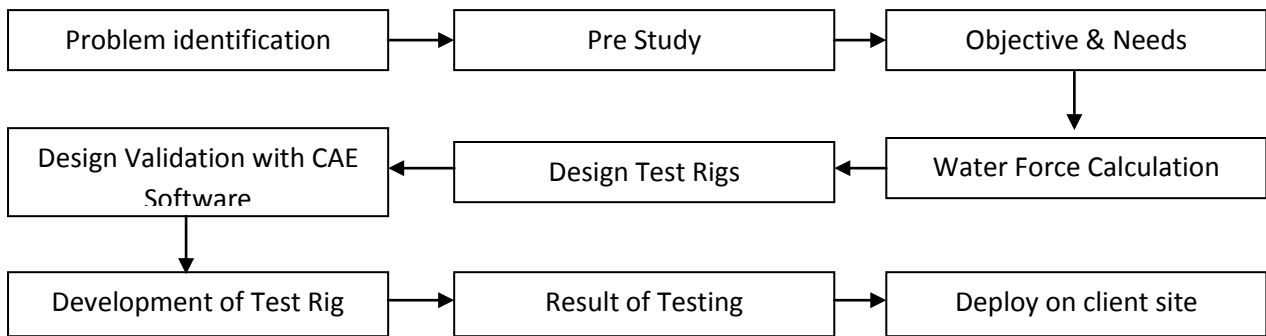 Problem identification
Pre Study
Objective & Needs
Water Force Calculation
Design Test Rigs
Design Validation with CAE
Software
Development of Test Rig
Result of Testing
Deploy on client site